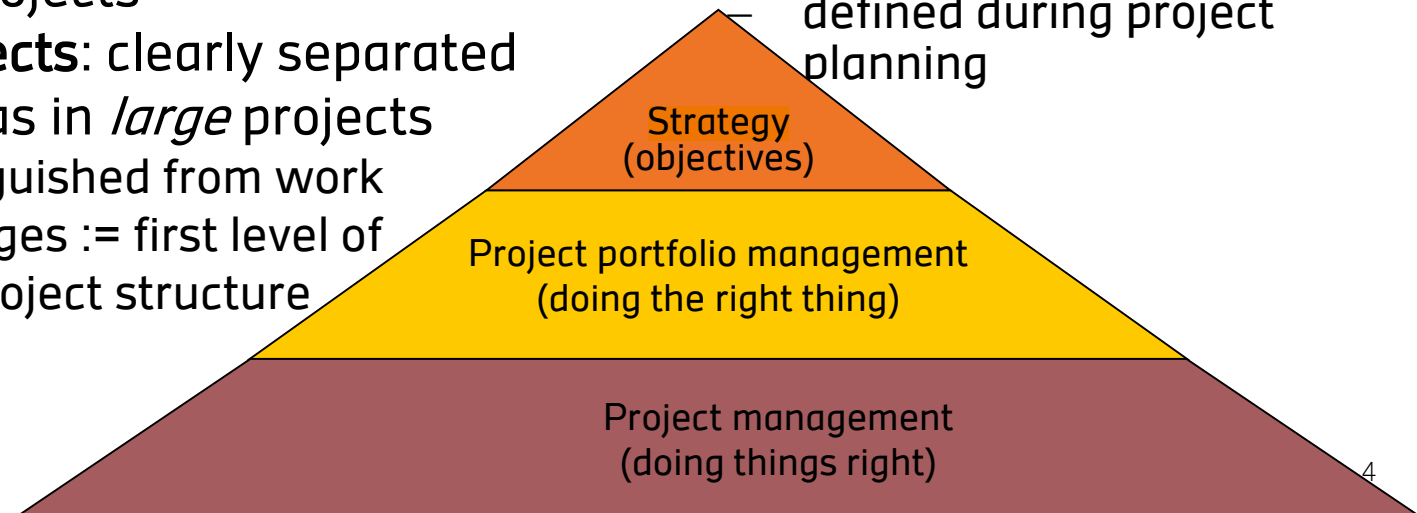 ects: clearly separated
as in large projects
guished from work
ges := first level of
oject structure
defined during project
planning
Strategy
(objectives)
Project portfolio management
(doing the right thing)
Project management
(doing things right)
4